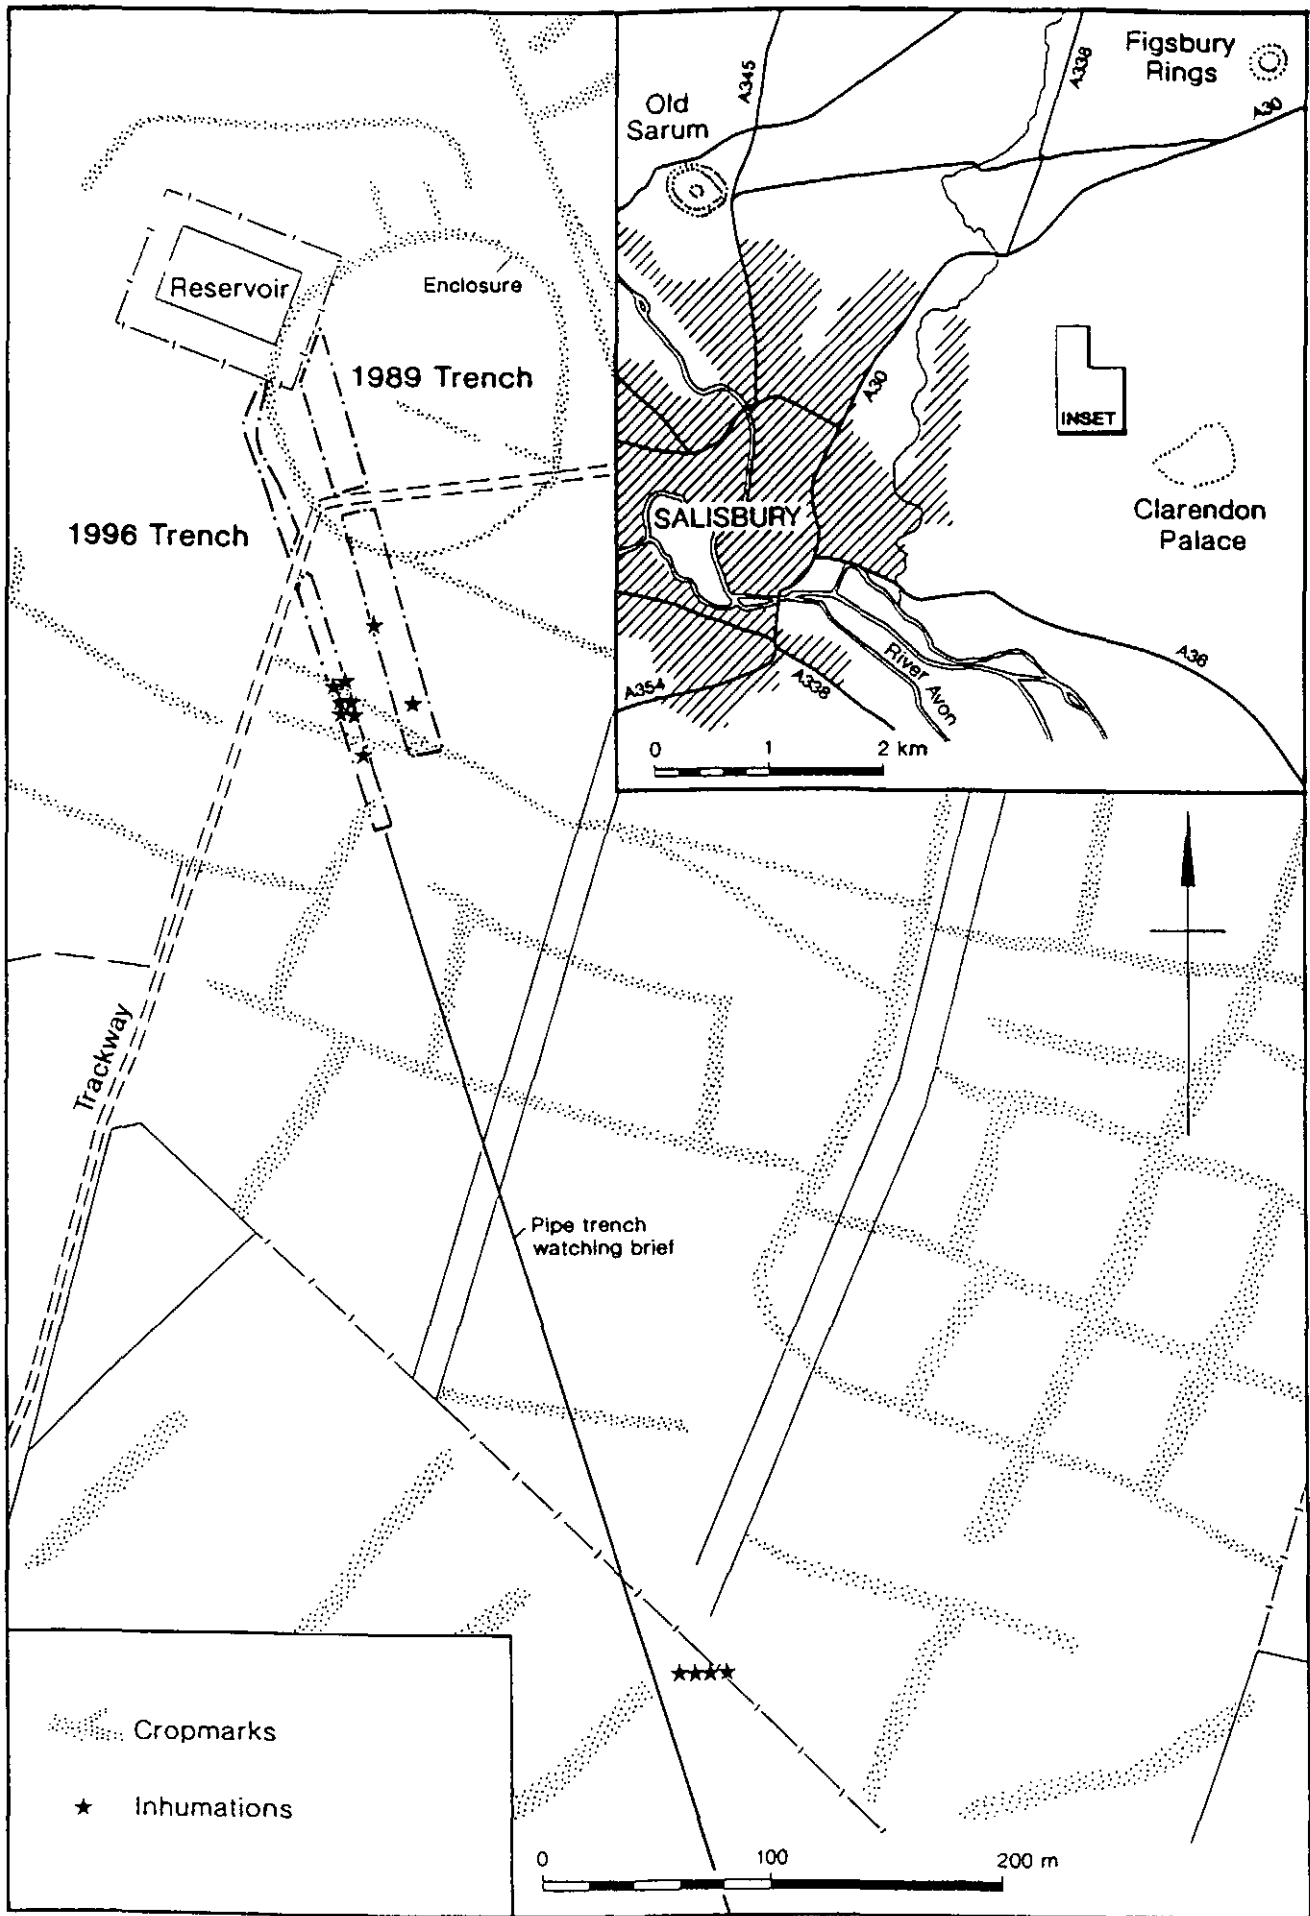 Figsbury
Rings
A345
A338
A30
Old
Sarum
Reservoir
Enclosure
1989 Trench
A30
INSET
1996 Trench
SALISBURY
Clarendon
Palace
River Avon
A36
A354
A338
0 1 2 km
Trackway
Pipe trench
watching brief
Cropmarks
Inhumations
0 100 200 m